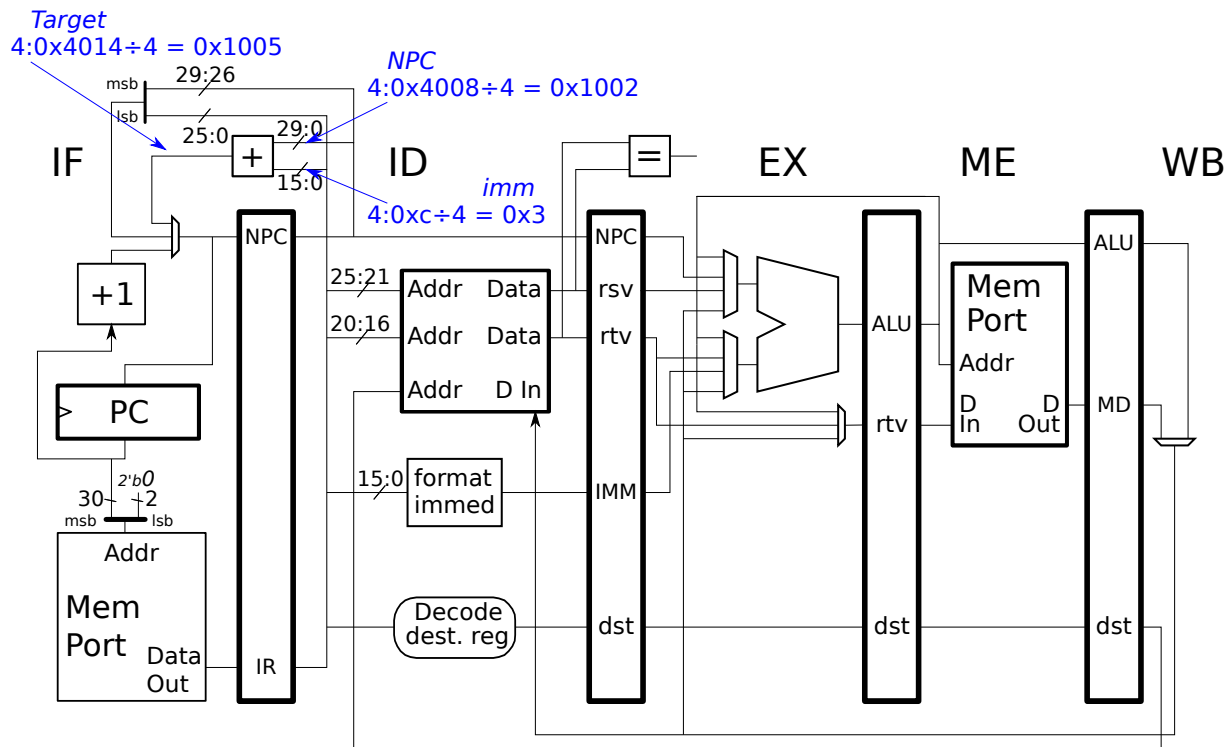 Target
4:0x4014÷4 = 0x1005
NPC
4:0x4008÷4 = 0x1002
29:26
msb
lsb
25:0
29:0
15:0
+
=
IF
ID
EX
ME
WB
imm
4:0xc÷4 = 0x3
NPC
NPC
ALU
+1
25:21
Addr
Data
rsv
20:16
Addr
Data
rtv
Addr
D In
ALU
Mem
Port
Addr
D
In
D
Out
MD
rtv
PC
15:0
format
immed
IMM
2'b0
30
2
msb
lsb
Addr
Mem
Port
Data
Out
IR
Decode
dest. reg
dst
dst
dst